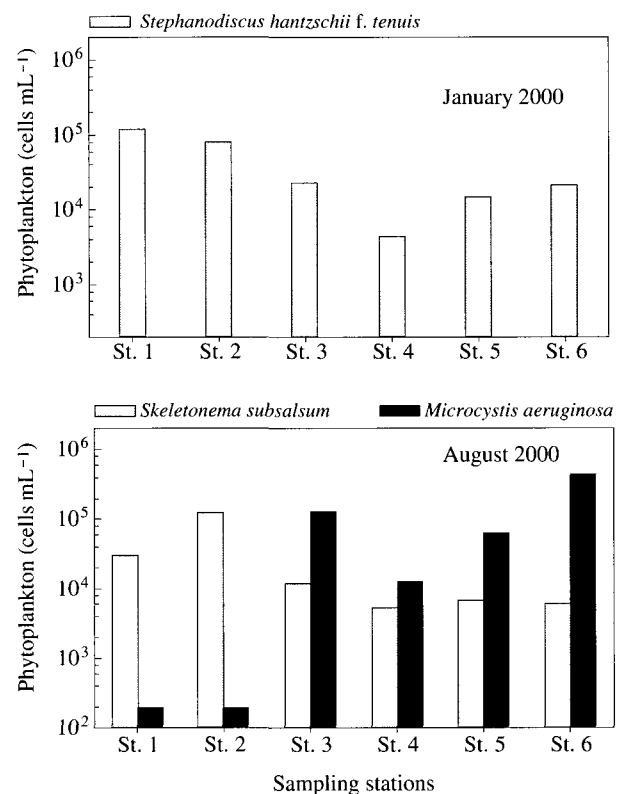 Stephanodiscus hantzschii f. tenuis
Phytoplankton (cells mL⁻¹)
10⁶
10⁵
10⁴
10³
January 2000
St. 1 St. 2 St. 3 St. 4 St. 5 St. 6
Skeletonema subsalsum Microcystis aeruginosa
Phytoplankton (cells mL⁻¹)
10⁶
10⁵
10⁴
10³
10²
August 2000
St. 1 St. 2 St. 3 St. 4 St. 5 St. 6
Sampling stations